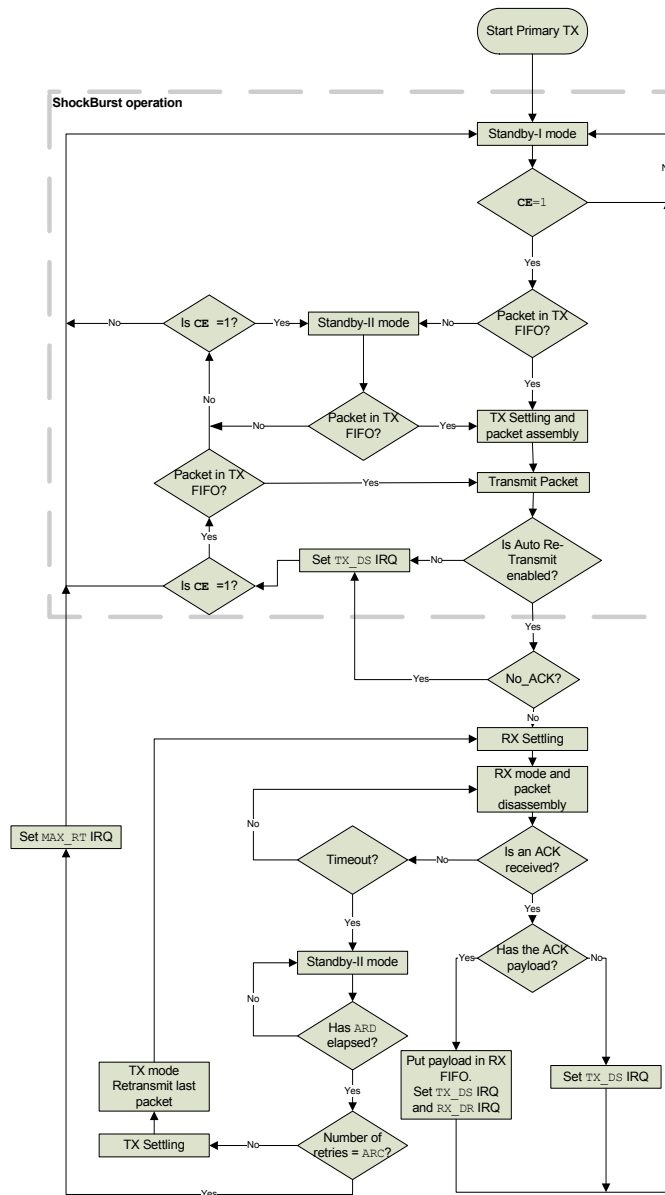 Start Primary TX
ShockBurst operation
Standby-I mode
CE=1
Yes
No
Is CE =1?
Yes
Standby-II mode
No
Packet in TX
FIFO?
Yes
No
Packet in TX
FIFO?
No
Yes
TX Settling and
packet assembly
Packet in TX
FIFO?
Yes
Transmit Packet
Yes
Is CE =1?
Set TX_DS IRQ
No
Is Auto Re-
Transmit
enabled?
Yes
Yes
No_ACK?
No
RX Settling
RX mode and
packet
disassembly
Set MAX_RT IRQ
No
Timeout?
No
Is an ACK
received?
Yes
Yes
Standby-II mode
Yes
Has the ACK
payload?
No
No
Has ARD
elapsed?
TX mode
Retransmit last
packet
Yes
Put payload in RX
FIFO.
Set TX_DS IRQ
and RX_DR IRQ
Set TX_DS IRQ
TX Settling
No
Number of
retries = ARC?
Yes